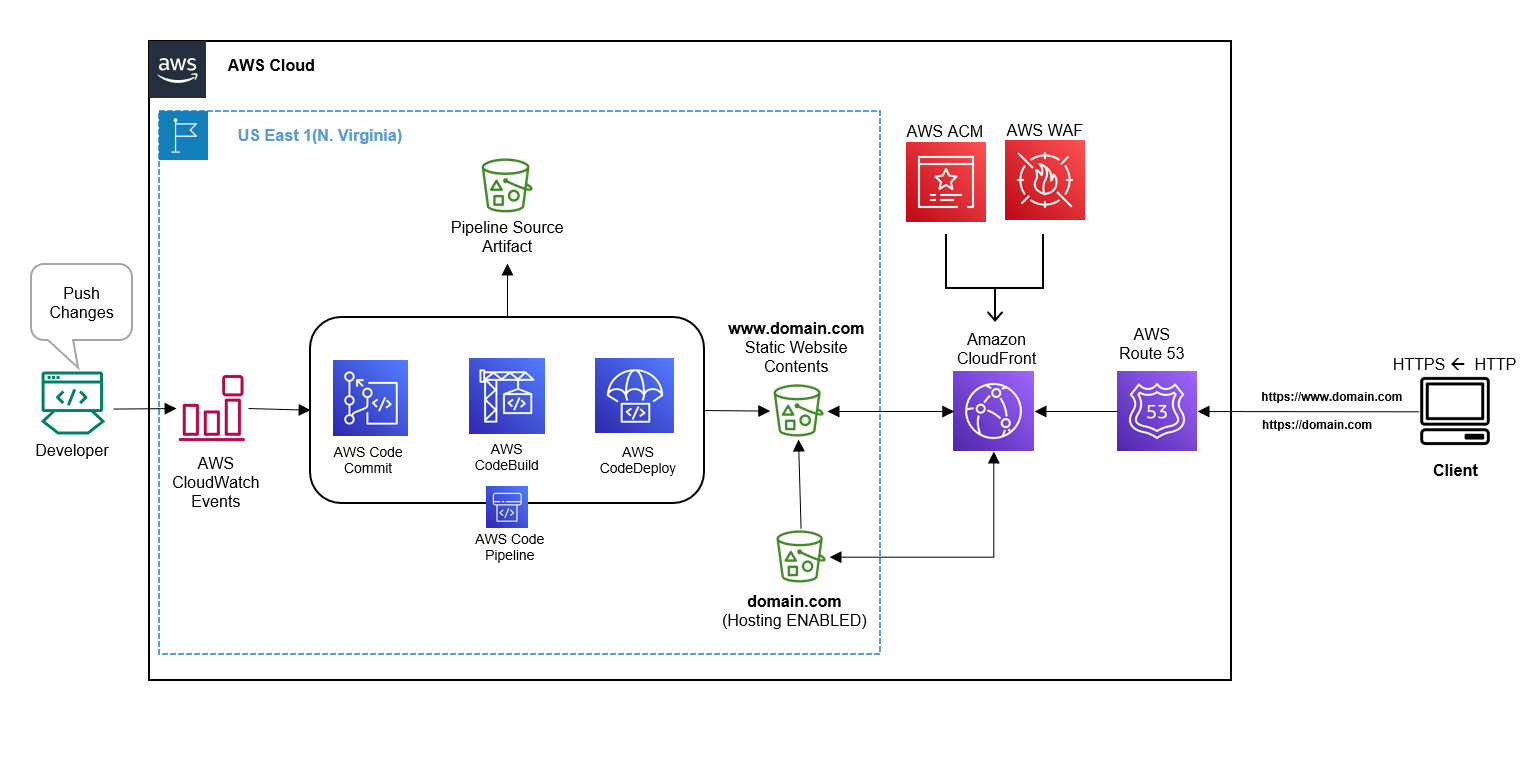 aws
AWS Cloud
US East 1(N. Virginia)
AWS ACM
AWS WAF
Pipeline Source
Artifact
Push
Changes
www.domain.com
Static Website
Contents
Amazon
CloudFront
AWS
Route 53
HTTPS ← HTTP
53
https://www.domain.com
https://domain.com
Developer
AWS
CloudWatch
Events
AWS Code
Commit
AWS
CodeBuild
AWS
CodeDeploy
Client
AWS Code
Pipeline
domain.com
(Hosting ENABLED)